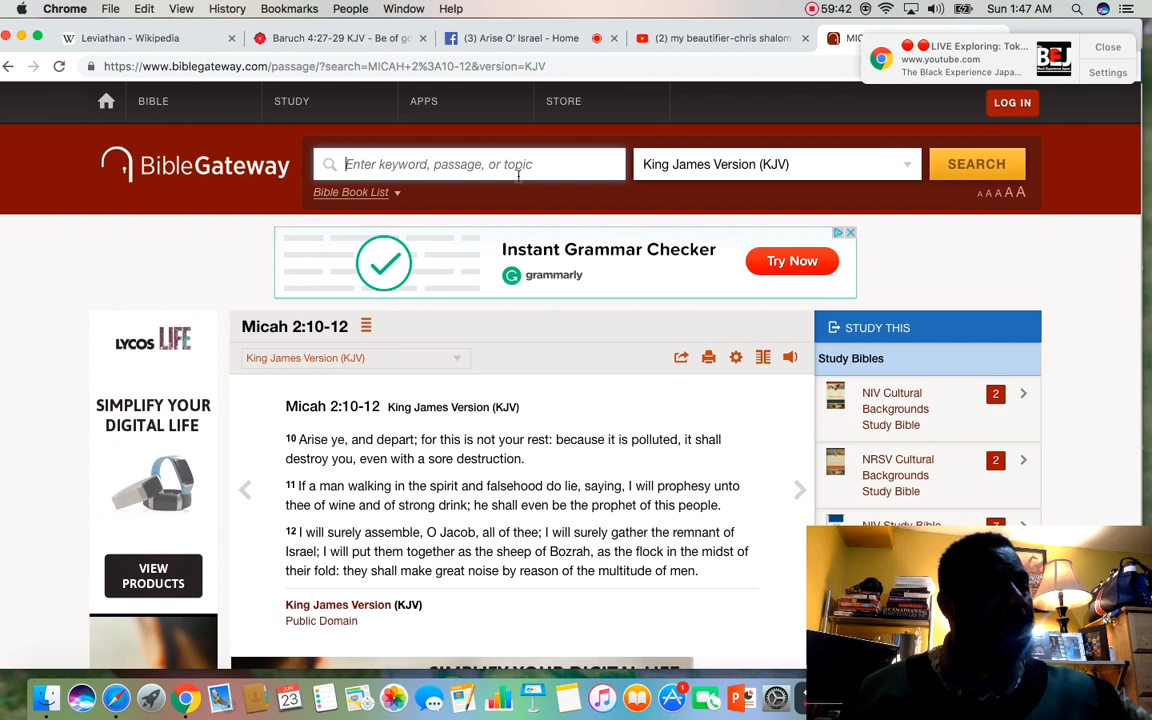 Chrome File Edit View History Bookmarks People Window Help 59:42 Sun 1:47 AM
Leviathan - Wikipedia × Baruch 4:27-29 KJV - Be of go × (3) Arise O' Israel - Home × (2) my beautifier-chris shalom × MIC
https://www.biblegateway.com/passage/?search=MICAH+2%3A10-12&version=KJV
LIVE Exploring: Tok...
www.youtube.com
The Black Experience Japa...
BEJ
Close
Settings
BIBLE STUDY APPS STORE LOG IN
BibleGateway
Enter keyword, passage, or topic King James Version (KJV) SEARCH
Bible Book List A A A A A
Instant Grammar Checker
grammarly
Try Now
LYCOS LIFE
SIMPLIFY YOUR
DIGITAL LIFE
VIEW
PRODUCTS
Micah 2:10-12
King James Version (KJV)
Micah 2:10-12 King James Version (KJV)
10 Arise ye, and depart; for this is not your rest: because it is polluted, it shall
destroy you, even with a sore destruction.
11 If a man walking in the spirit and falsehood do lie, saying, I will prophesy unto
thee of wine and of strong drink; he shall even be the prophet of this people.
12 I will surely assemble, O Jacob, all of thee; I will surely gather the remnant of
Israel; I will put them together as the sheep of Bozrah, as the flock in the midst of
their fold: they shall make great noise by reason of the multitude of men.
King James Version (KJV)
Public Domain
SIMPLIFY YOUR DIGITAL LIFE
STUDY THIS
Study Bibles
NIV Cultural
Backgrounds
Study Bible
2
NRSV Cultural
Backgrounds
Study Bible
2
NIV Study Bible
7
JUN
23
1